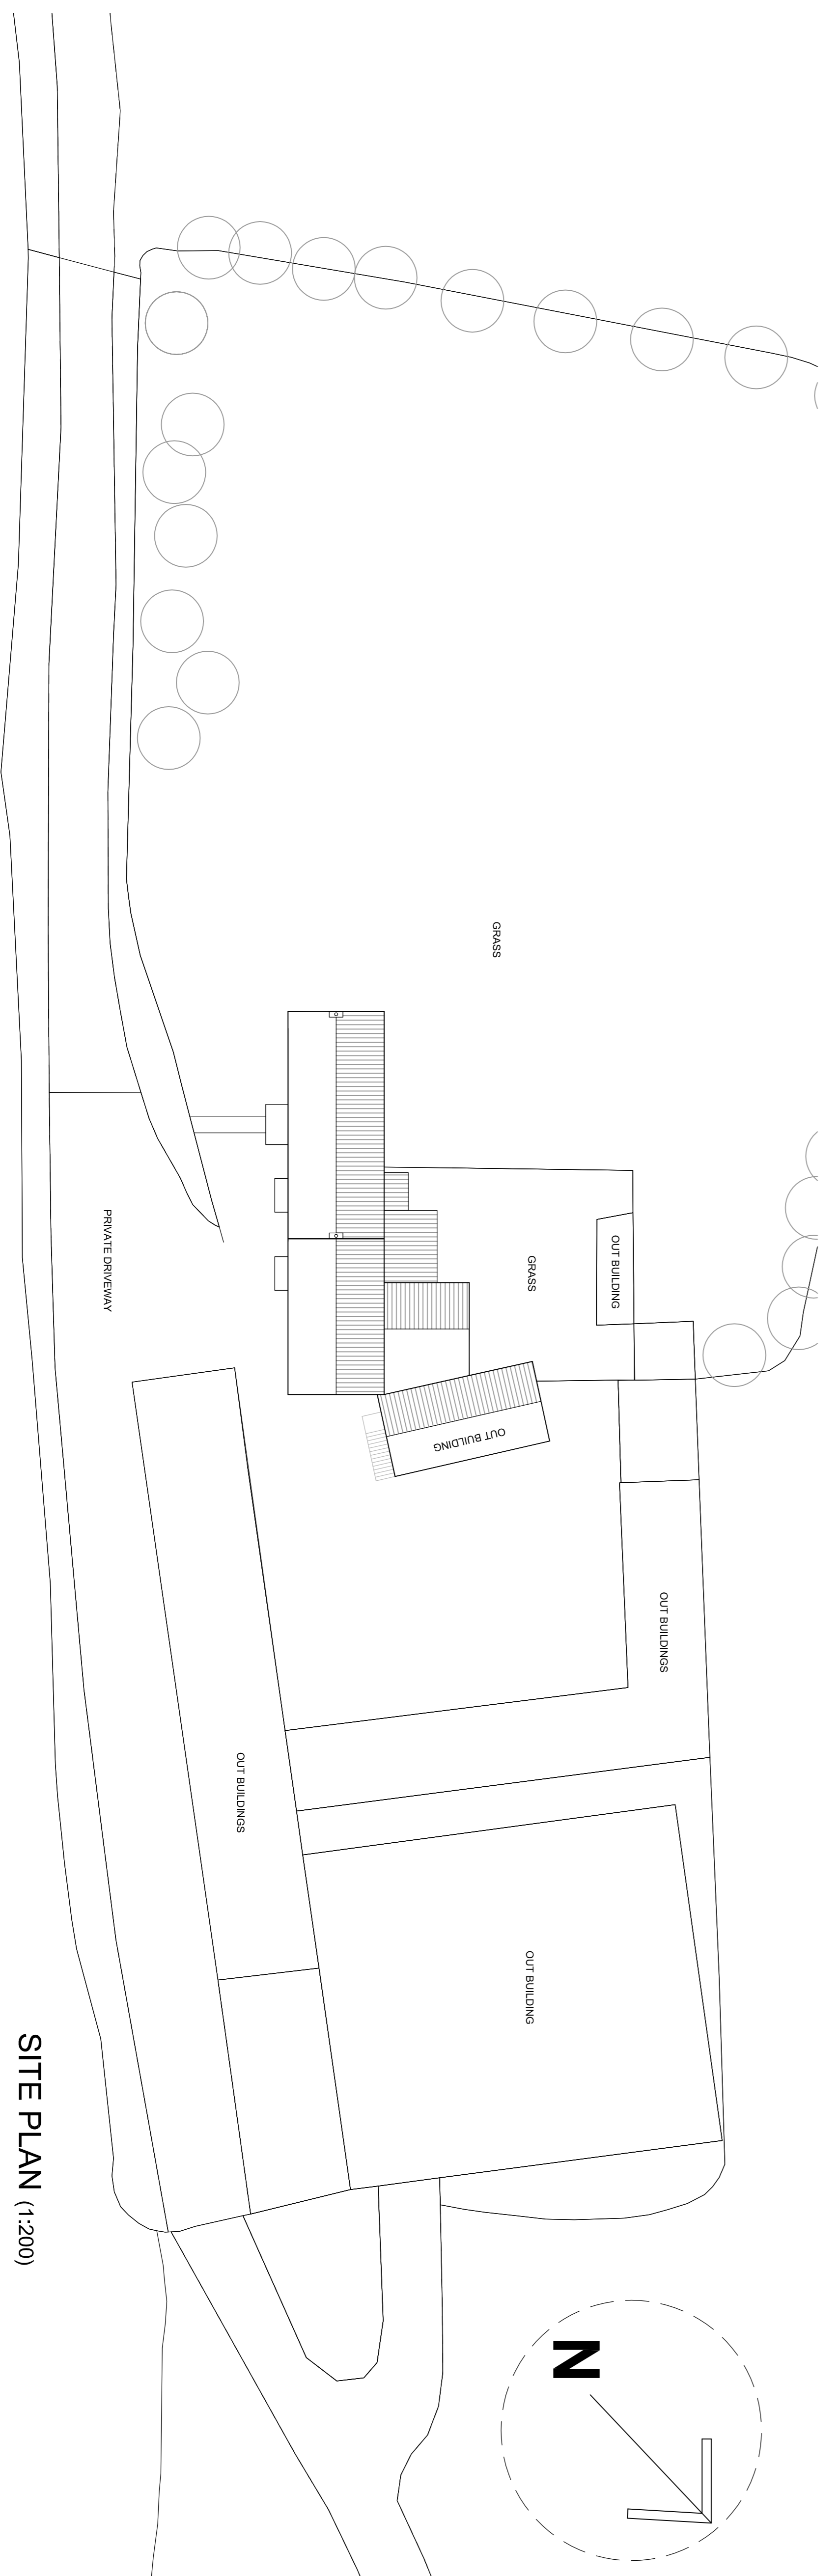 GRASS
PRIVATE DRIVEWAY
GRASS
OUT BUILDING
OUT BUILDING
OUT BUILDINGS
OUT BUILDINGS
OUT BUILDING
SITE PLAN (1:200)
N